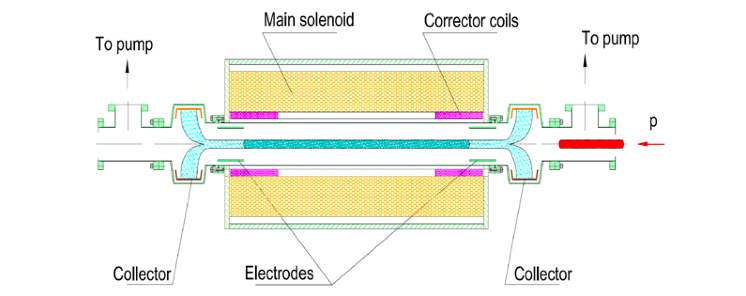 Main solenoid
Corrector coils
To pump
To pump
p
Collector
Electrodes
Collector